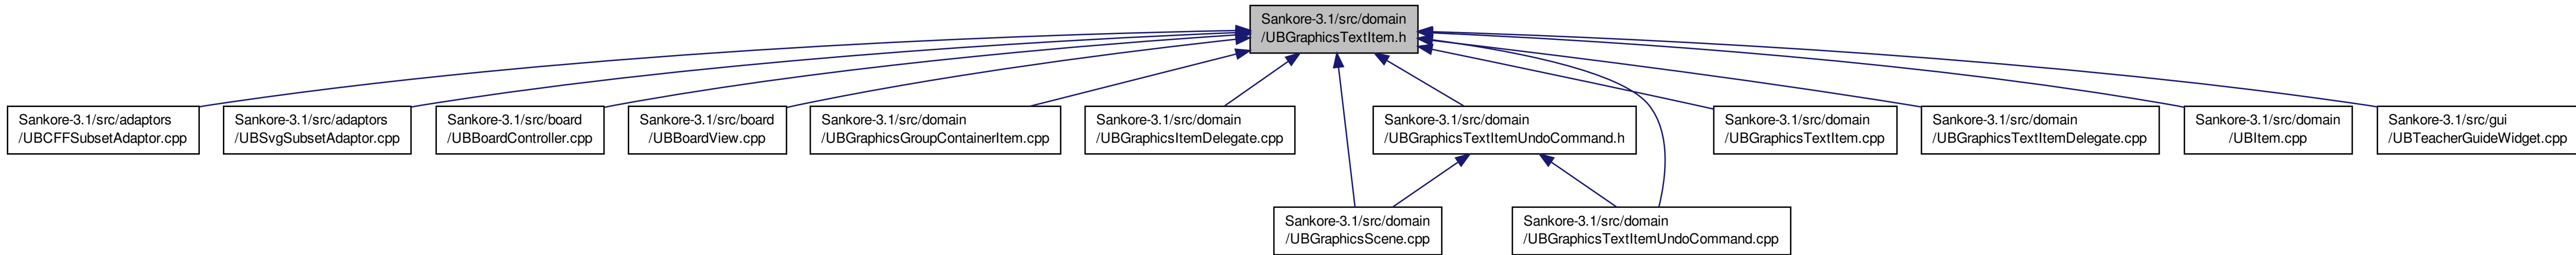 Sankore-3.1/src/domain
/UBGraphicsTextItem.h
Sankore-3.1/src/adaptors
/UBCFFSubsetAdaptor.cpp
Sankore-3.1/src/adaptors
/UBSvgSubsetAdaptor.cpp
Sankore-3.1/src/board
/UBBoardController.cpp
Sankore-3.1/src/board
/UBBoardView.cpp
Sankore-3.1/src/domain
/UBGraphicsGroupContainerItem.cpp
Sankore-3.1/src/domain
/UBGraphicsItemDelegate.cpp
Sankore-3.1/src/domain
/UBGraphicsTextItemUndoCommand.h
Sankore-3.1/src/domain
/UBGraphicsTextItem.cpp
Sankore-3.1/src/domain
/UBGraphicsTextItemDelegate.cpp
Sankore-3.1/src/domain
/UBItem.cpp
Sankore-3.1/src/gui
/UBTeacherGuideWidget.cpp
Sankore-3.1/src/domain
/UBGraphicsScene.cpp
Sankore-3.1/src/domain
/UBGraphicsTextItemUndoCommand.cpp